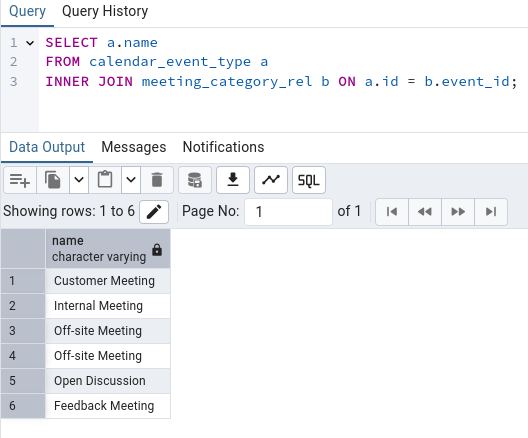 Query Query History
1 SELECT a.name
2 FROM calendar_event_type a
3 INNER JOIN meeting_category_rel b ON a.id = b.event_id;
Data Output Messages Notifications
SQL
Showing rows: 1 to 6 Page No: 1 of 1
name
character varying
1 Customer Meeting
2 Internal Meeting
3 Off-site Meeting
4 Off-site Meeting
5 Open Discussion
6 Feedback Meeting